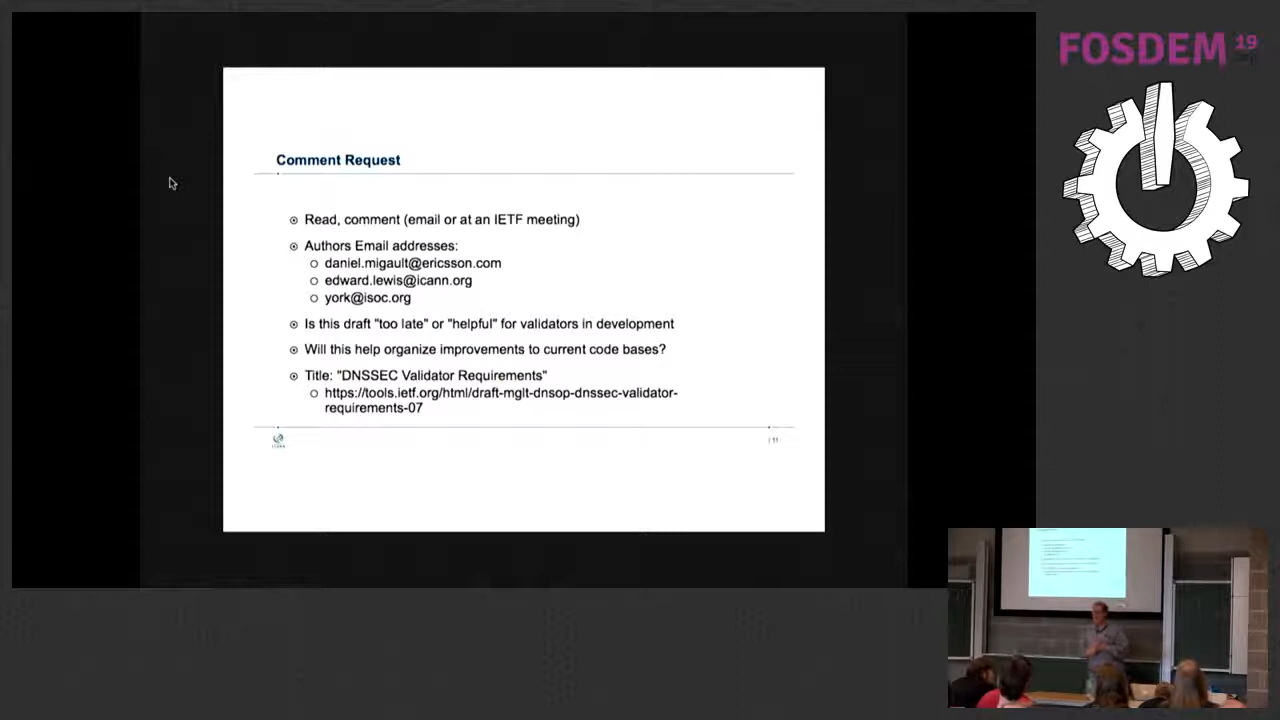 FOSDEM 19
Comment Request
Read, comment (email or at an IETF meeting)
Authors Email addresses:
daniel.migault@ericsson.com
edward.lewis@icann.org
york@isoc.org
Is this draft "too late" or "helpful" for validators in development
Will this help organize improvements to current code bases?
Title: "DNSSEC Validator Requirements"
https://tools.ietf.org/html/draft-mglt-dnsop-dnssec-validator-
requirements-07
| 11